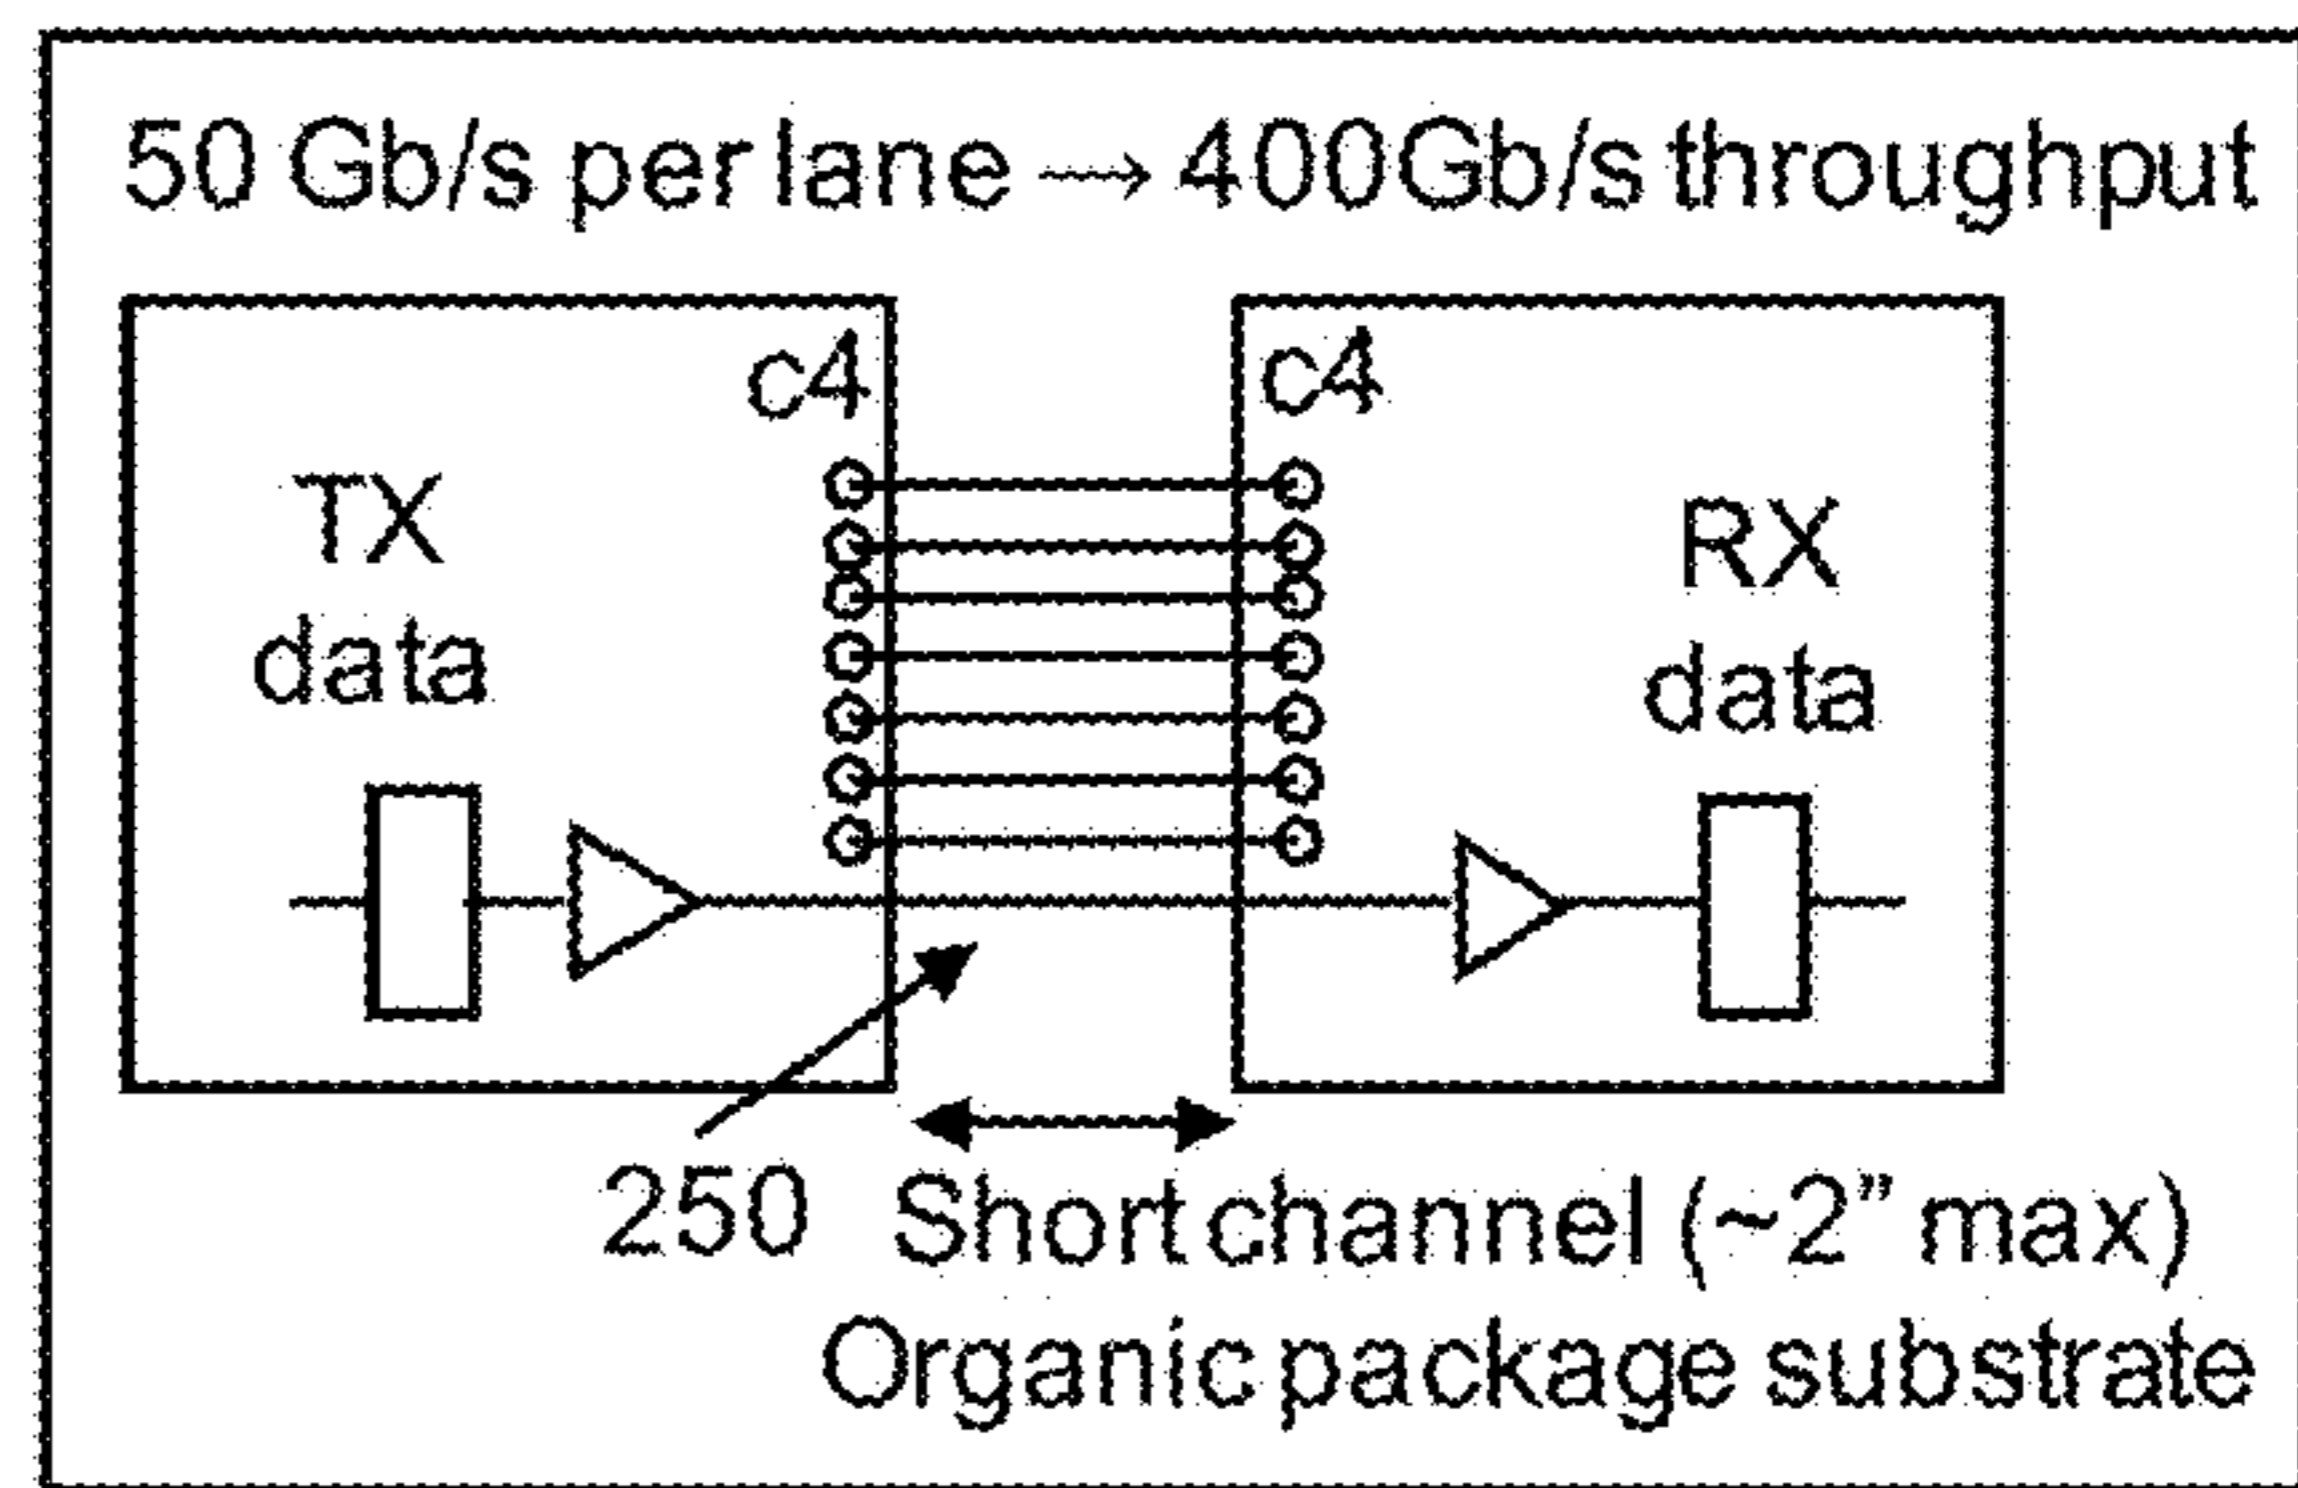 50 Gb/s per lane → 400Gb/s throughput
c4
c4
TX
data
RX
data
250
Short channel (~2” max)
Organic package substrate